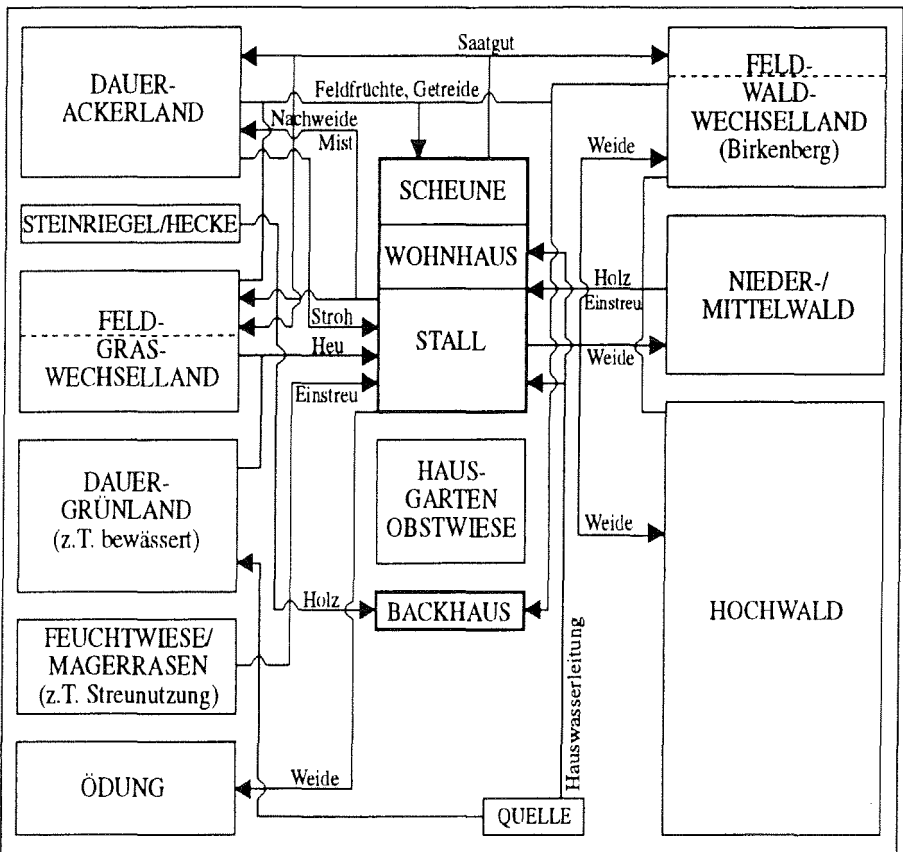 Saatgut
DAUER-
ACKERLAND
Feldfrüchte, Getreide
Nachweide
Mist
FELD-
WALD-
WECHSELLAND
(Birkenberg)
Weide
SCHEUNE
STEINRIEGEL/HECKE
WOHNHAUS
Holz
Einstreu
NIEDER-/
MITTELWALD
FELD-
GRAS-
WECHSELLAND
Stroh
Heu
STALL
Weide
Einstreu
DAUER-
GRÜNLAND
(z.T. bewässert)
HAUS-
GARTEN
OBSTWIESE
Weide
HOCHWALD
Holz
BACKHAUS
FEUCHTWIESE/
MAGERRASEN
(z.T. Streunutzung)
Hauswasserleitung
ÖDUNG
Weide
QUELLE